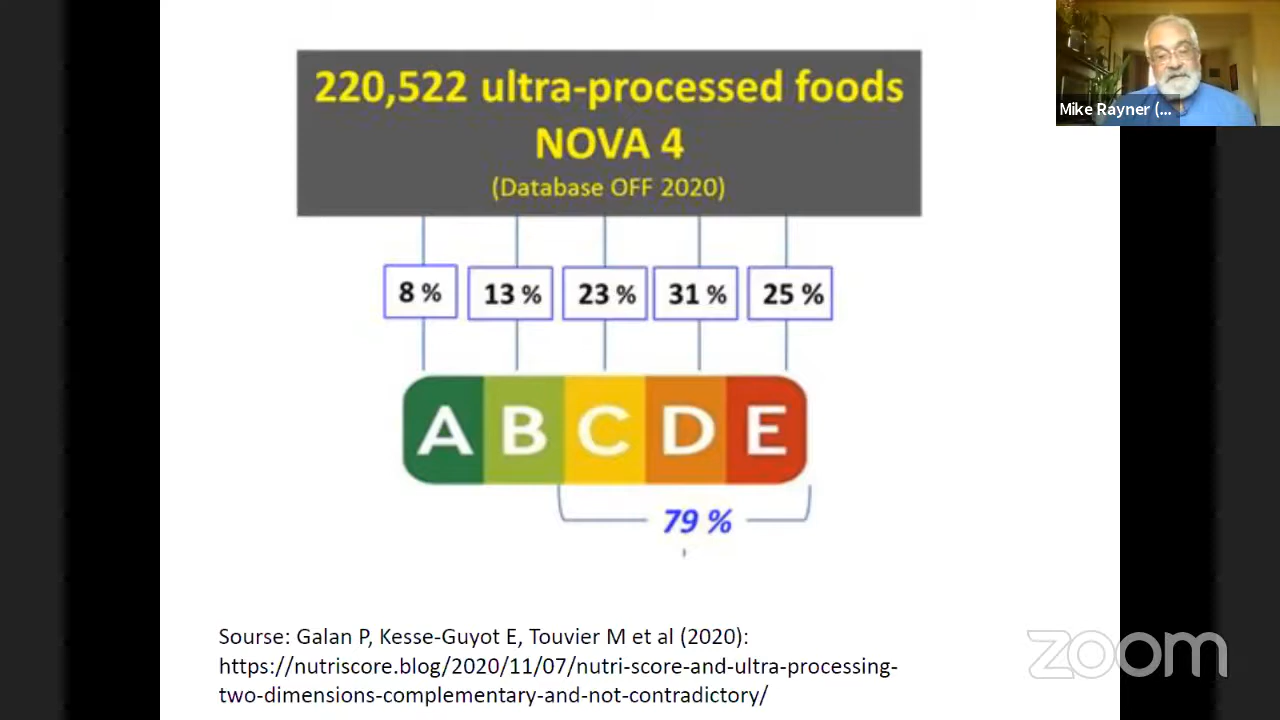 220,522 ultra-processed foods
NOVA 4
(Database OFF 2020)
Mike Rayner (...
8 % 13 % 23 % 31 % 25 %
A B C D E
79 %
Sourse: Galan P, Kesse-Guyot E, Touvier M et al (2020):
https://nutriscore.blog/2020/11/07/nutri-score-and-ultra-processing-
two-dimensions-complementary-and-not-contradictory/
zoom